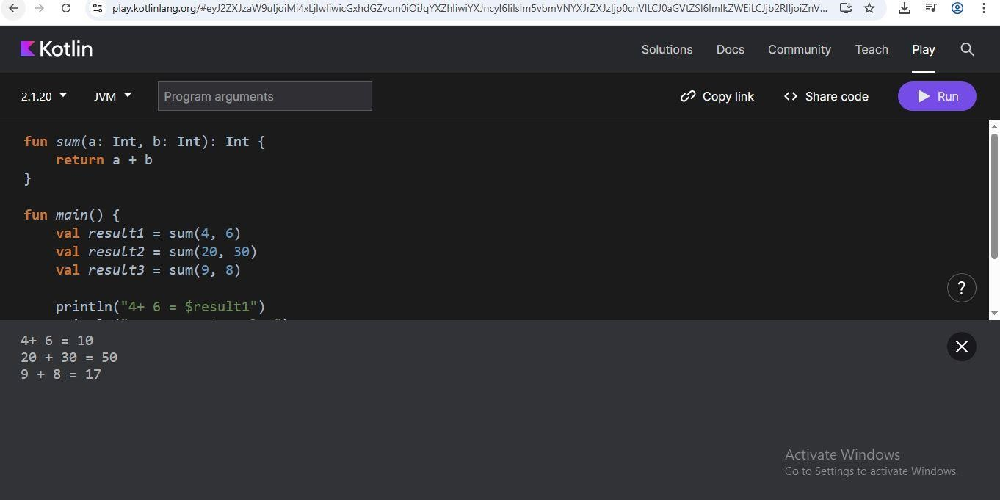 play.kotlinlang.org/
Kotlin
Solutions Docs Community Teach Play
2.1.20 JVM Program arguments Copy link <> Share code Run
fun sum(a: Int, b: Int): Int {
    return a + b
}
fun main() {
    val result1 = sum(4, 6)
    val result2 = sum(20, 30)
    val result3 = sum(9, 8)
    println("4+ 6 = $result1")
?
4+ 6 = 10
20 + 30 = 50
9 + 8 = 17
Activate Windows
Go to Settings to activate Windows.